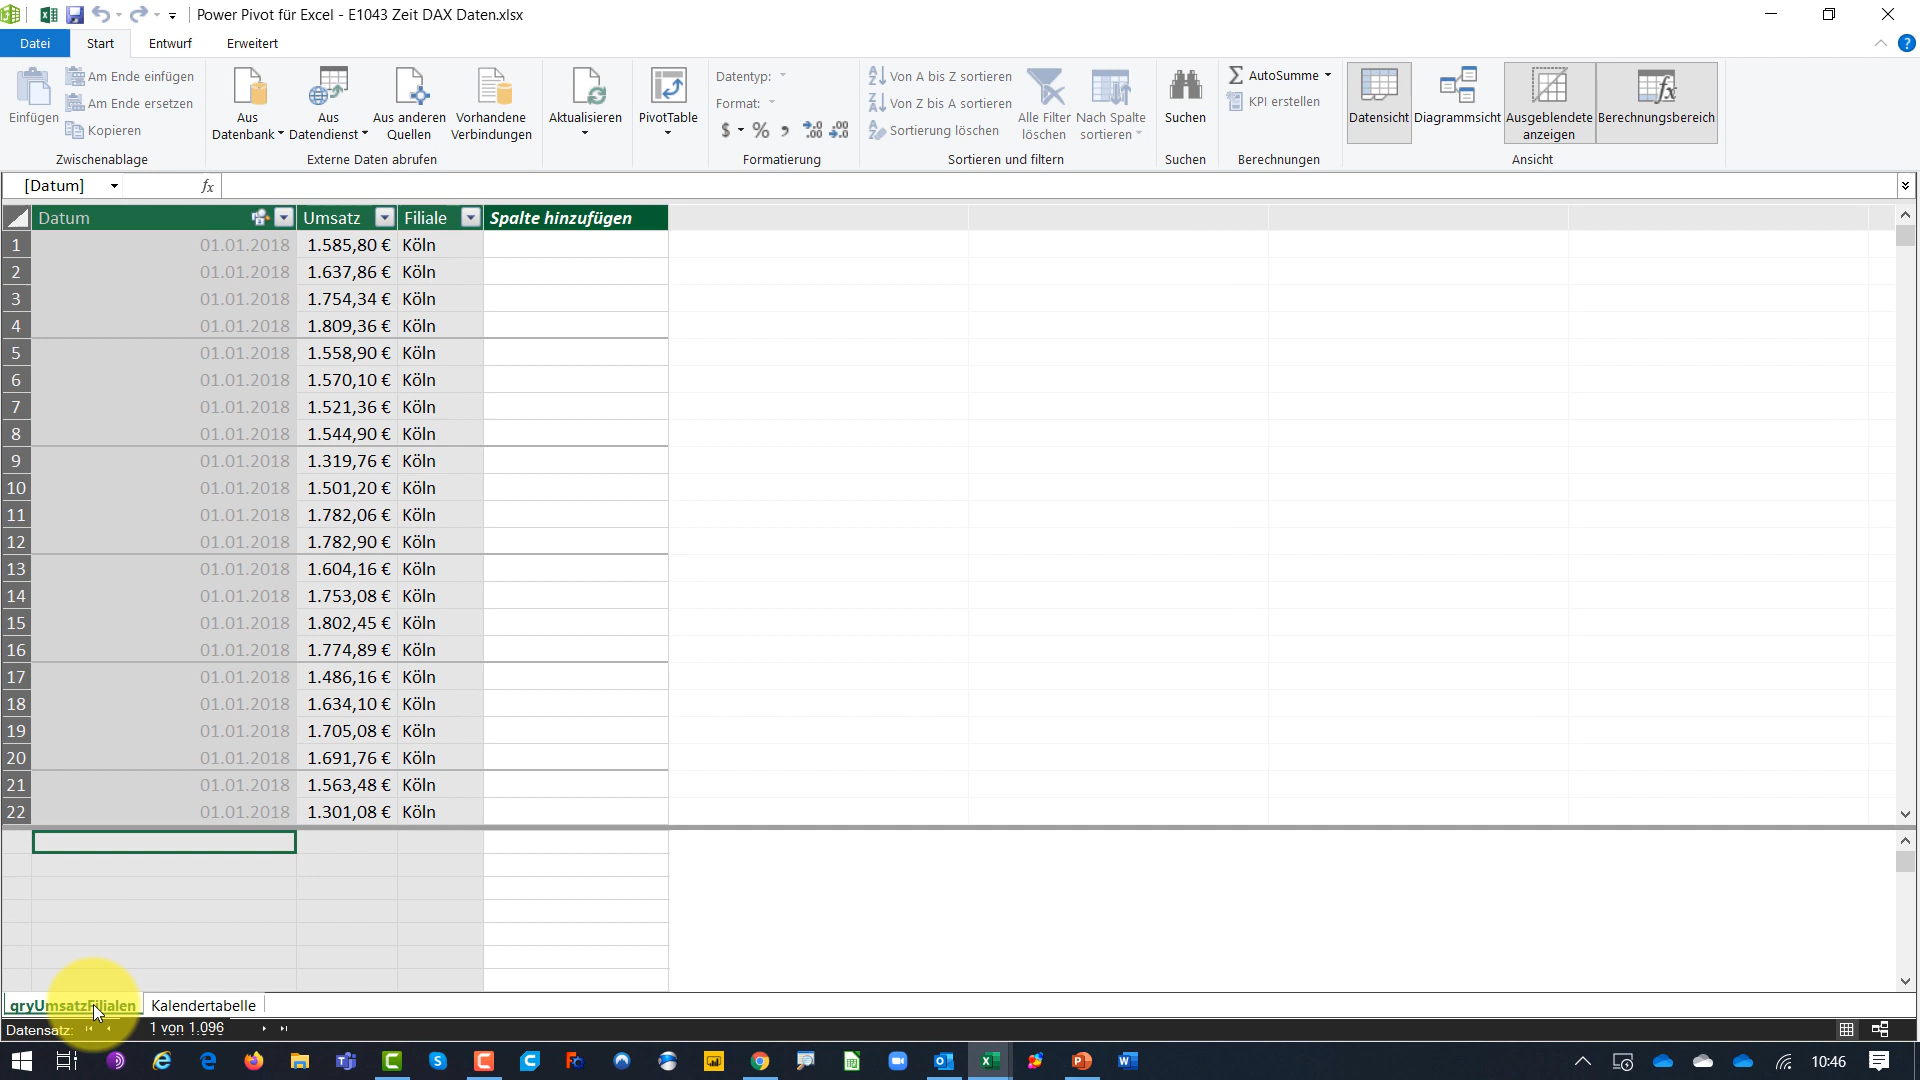 Power Pivot für Excel - E1043 Zeit DAX Daten.xlsx
Datei Start Entwurf Erweitert
Einfügen
Am Ende einfügen
Am Ende ersetzen
Kopieren
Zwischenablage
Aus Datenbank
Aus Datendienst
Aus anderen Quellen
Vorhandene Verbindungen
Externe Daten abrufen
Aktualisieren
PivotTable
Datentyp:
Format:
$ % ,
Formatierung
Von A bis Z sortieren
Von Z bis A sortieren
Sortierung löschen
Alle Filter löschen
Nach Spalte sortieren
Sortieren und filtern
Suchen
Suchen
AutoSumme
KPI erstellen
Berechnungen
Datensicht
Diagrammsicht
Ausgeblendete anzeigen
Berechnungsbereich
Ansicht
[Datum] fx
Datum Umsatz Filiale Spalte hinzufügen
1 01.01.2018 1.585,80 € Köln
2 01.01.2018 1.637,86 € Köln
3 01.01.2018 1.754,34 € Köln
4 01.01.2018 1.809,36 € Köln
5 01.01.2018 1.558,90 € Köln
6 01.01.2018 1.570,10 € Köln
7 01.01.2018 1.521,36 € Köln
8 01.01.2018 1.544,90 € Köln
9 01.01.2018 1.319,76 € Köln
10 01.01.2018 1.501,20 € Köln
11 01.01.2018 1.782,06 € Köln
12 01.01.2018 1.782,90 € Köln
13 01.01.2018 1.604,16 € Köln
14 01.01.2018 1.753,08 € Köln
15 01.01.2018 1.802,45 € Köln
16 01.01.2018 1.774,89 € Köln
17 01.01.2018 1.486,16 € Köln
18 01.01.2018 1.634,10 € Köln
19 01.01.2018 1.705,08 € Köln
20 01.01.2018 1.691,76 € Köln
21 01.01.2018 1.563,48 € Köln
22 01.01.2018 1.301,08 € Köln
qryUmsatzFilialen Kalendertabelle
Datensatz: 1 von 1.096
10:46